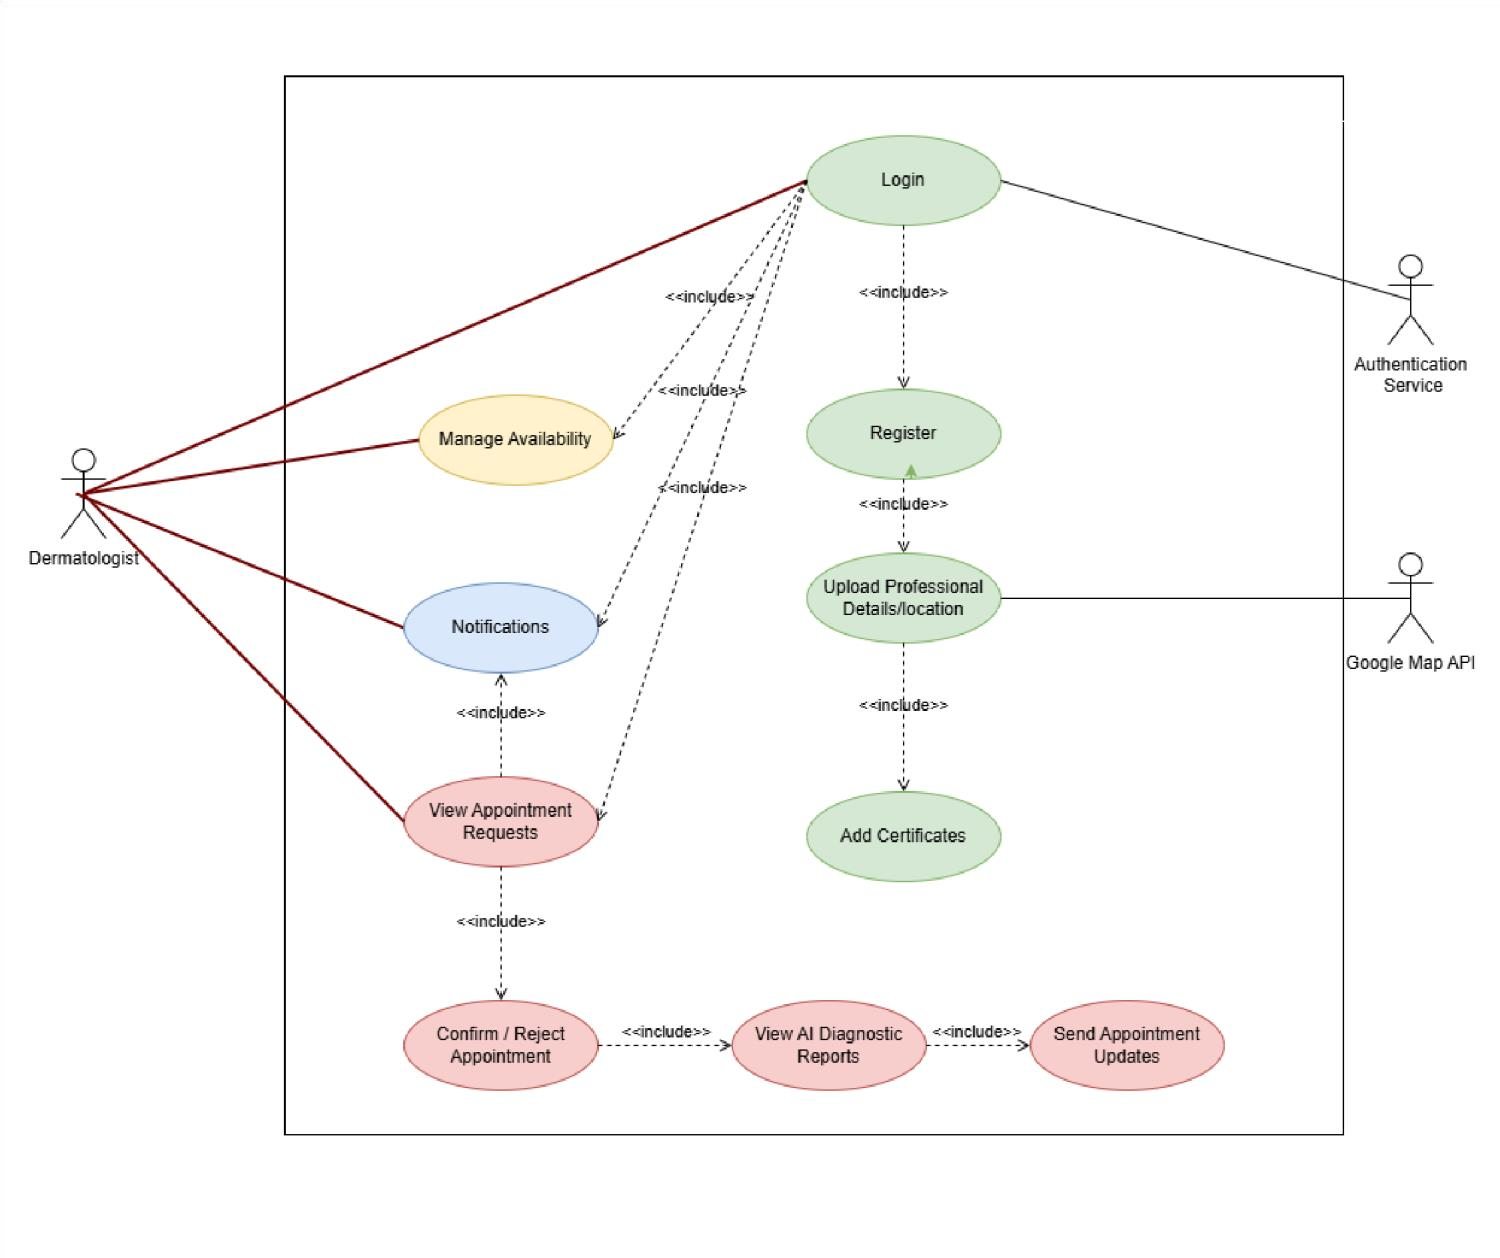 Login
<<include>>
<<include>>
Authentication
Service
<<include>>
Register
Manage Availability
<<include>>
<<include>>
Dermatologist
Upload Professional
Details/location
Notifications
Google Map API
<<include>>
<<include>>
View Appointment
Requests
Add Certificates
<<include>>
Confirm / Reject
Appointment
<<include>>
View AI Diagnostic
Reports
<<include>>
Send Appointment
Updates